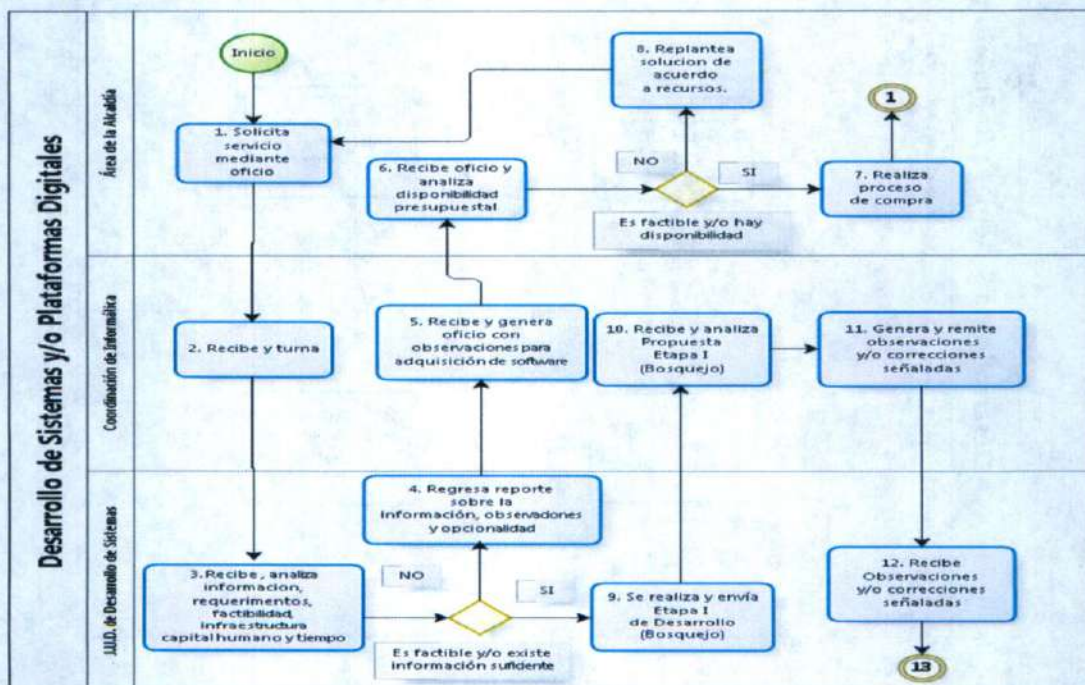 Desarrollo de Sistemas y/o Plataformas Digitales
Área de la Alcaldía
Inicio
1. Solicita
servicio
mediante
oficio
8. Replantea
solucion de
acuerdo
a recursos.
1
6. Recibe oficio y
analiza
disponibilidad
presupuestal
NO
SI
7. Realiza
proceso
de compra
Es factible y/o hay
disponibilidad
Coordinación de Informática
2. Recibe y turna
5. Recibe y genera
oficio con
observaciones para
adquisición de software
10. Recibe y analiza
Propuesta
Etapa I
(Bosquejo)
11. Genera y remite
observaciones
y/o correcciones
señaladas
J.U.D. de Desarrollo de Sistemas
4. Regresa reporte
sobre la
información, observaciones
y opcionalidad
3. Recibe, analiza
informacion,
requerimentos,
factibilidad,
infraestructura
capital humano y tiempo
NO
SI
Es factible y/o existe
información suficiente
9. Se realiza y envía
Etapa I
de Desarrollo
(Bosquejo)
12. Recibe
Observaciones
y/o correcciones
señaladas
13